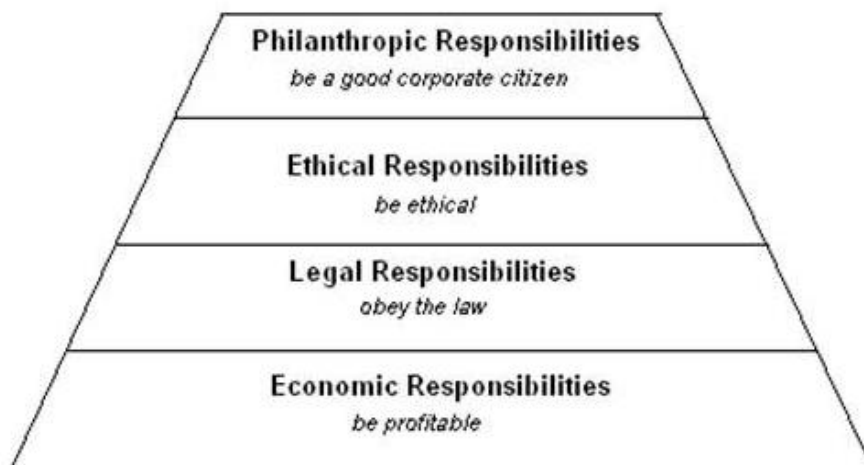 Philanthropic Responsibilities
be a good corporate citizen
Ethical Responsibilities
be ethical
Legal Responsibilities
obey the law
Economic Responsibilities
be profitable